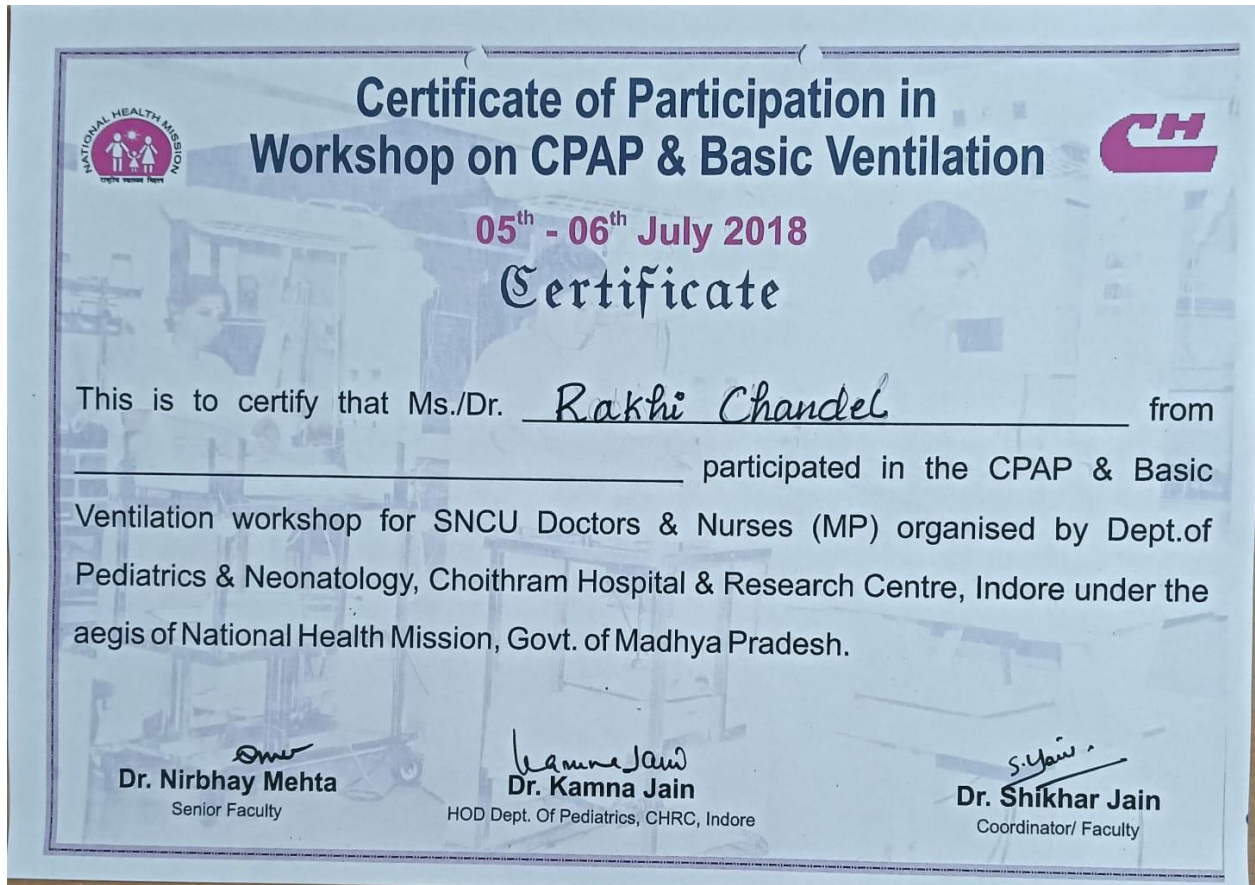 Certificate of Participation in
Workshop on CPAP & Basic Ventilation
NATIONAL HEALTH MISSION
राष्ट्रीय स्वास्थ्य मिशन
CH
05th - 06th July 2018
Certificate
This is to certify that Ms./Dr. Rakhi Chandel from
participated in the CPAP & Basic
Ventilation workshop for SNCU Doctors & Nurses (MP) organised by Dept.of
Pediatrics & Neonatology, Choithram Hospital & Research Centre, Indore under the
aegis of National Health Mission, Govt. of Madhya Pradesh.
Kamna Jain
S. Jain.
Dr. Nirbhay Mehta
Dr. Kamna Jain
Dr. Shikhar Jain
Senior Faculty
HOD Dept. Of Pediatrics, CHRC, Indore
Coordinator/ Faculty